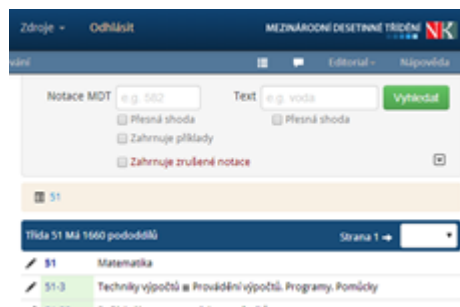 Zdroje Odhlásit MEZINÁRODNÍ DESETINNÉ TŘÍDĚNÍ NK
vání Editorial Nápověda
Notace MDT e.g. 582 Text e.g. voda Vyhledat
Přesná shoda Přesná shoda
Zahrnuje příklady
Zahrnuje zrušené notace
51
Třída 51 Má 1660 pododdílů Strana 1 →
51 Matematika
51-3 Techniky výpočtů Provádění výpočtů. Programy. Pomůcky